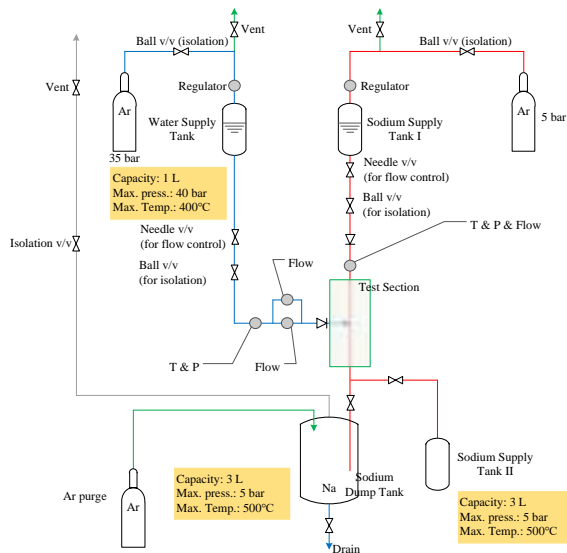 Vent
Vent
Ball v/v (isolation)
Ball v/v (isolation)
Vent
Regulator
Regulator
Ar
Water Supply
Tank
Sodium Supply
Tank I
Ar
35 bar
5 bar
Capacity: 1 L
Max. press.: 40 bar
Max. Temp.: 400℃
Needle v/v
(for flow control)
Ball v/v
(for isolation)
Needle v/v
(for flow control)
Ball v/v
(for isolation)
T & P & Flow
Isolation v/v
Flow
Test Section
T & P
Flow
Capacity: 3 L
Max. press.: 5 bar
Max. Temp.: 500℃
Na
Sodium
Dump Tank
Sodium Supply
Tank II
Ar purge
Ar
Capacity: 3 L
Max. press.: 5 bar
Max. Temp.: 500℃
Drain